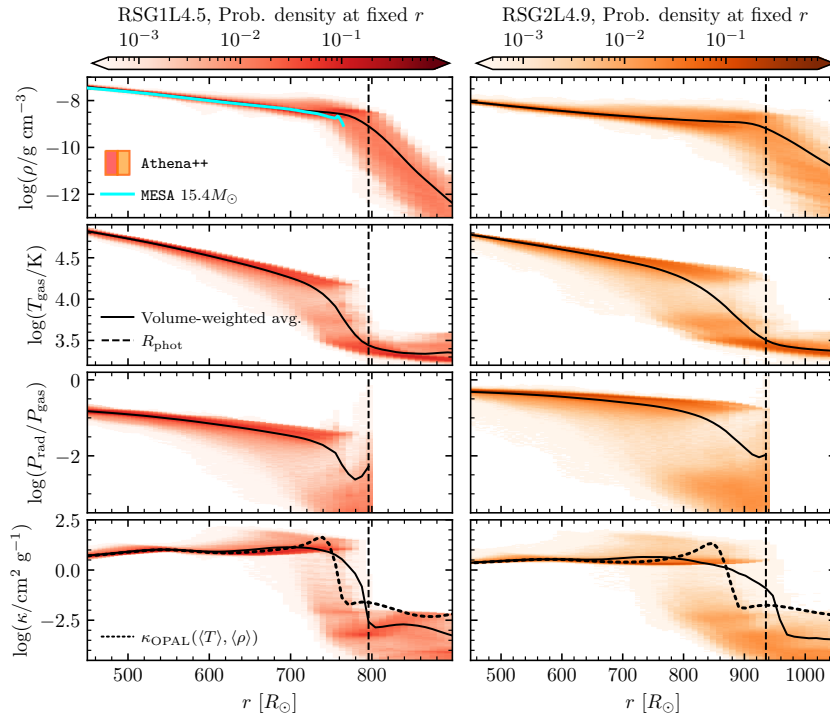 RSG1L4.5, Prob. density at fixed r
RSG2L4.9, Prob. density at fixed r
10⁻³ 10⁻² 10⁻¹
10⁻³ 10⁻² 10⁻¹
log(ρ/g cm⁻³)
−8
−10
−12
Athena++
MESA 15.4M⊙
log(T_gas/K)
4.5
4.0
3.5
Volume-weighted avg.
R_phot
log(P_rad/P_gas)
0
−2
log(κ/cm² g⁻¹)
2.5
0.0
−2.5
κ_OPAL(⟨T⟩, ⟨ρ⟩)
500 600 700 800
500 600 700 800 900 1000
r [R⊙]
r [R⊙]